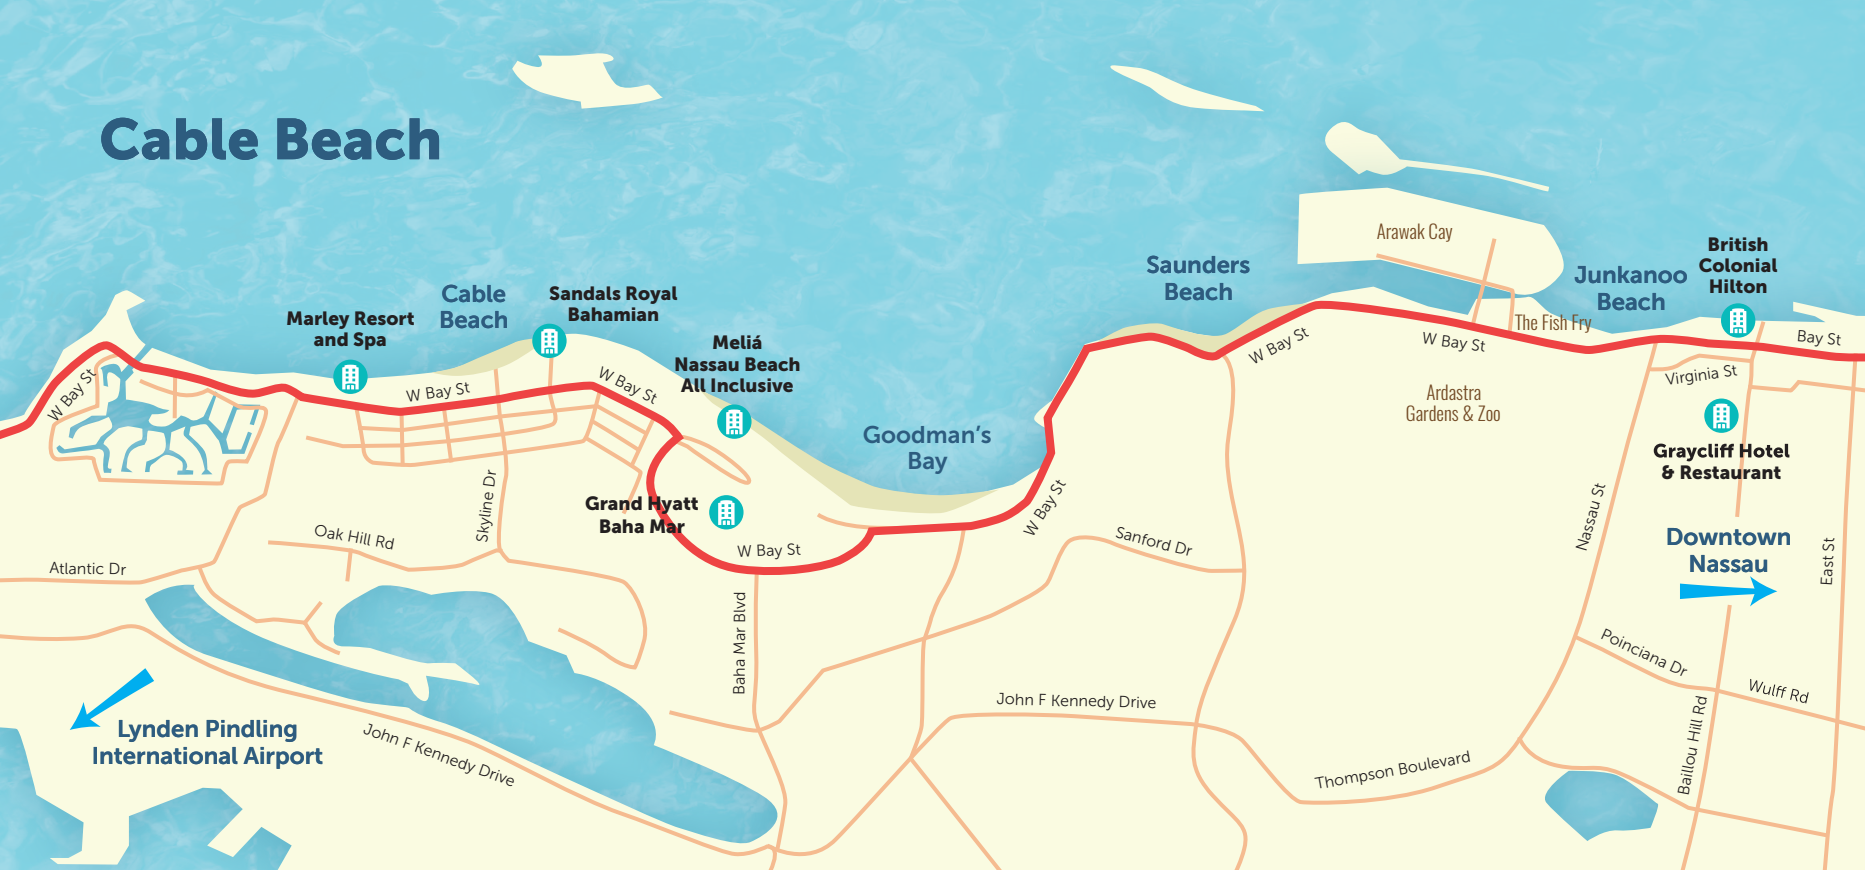 Cable Beach
Arawak Cay
British
Colonial
Hilton
Saunders
Beach
Junkanoo
Beach
Cable
Beach
Sandals Royal
Bahamian
Marley Resort
and Spa
Meliá
Nassau Beach
All Inclusive
The Fish Fry
W Bay St
W Bay St
W Bay St
W Bay St
W Bay St
Bay St
Virginia St
Ardastra
Gardens & Zoo
Goodman's
Bay
Graycliff Hotel
& Restaurant
Grand Hyatt
Baha Mar
W Bay St
W Bay St
Skyline Dr
Oak Hill Rd
Atlantic Dr
Sanford Dr
Nassau St
Downtown
Nassau
East St
Baha Mar Blvd
Poinciana Dr
Wulff Rd
John F Kennedy Drive
Lynden Pindling
International Airport
John F Kennedy Drive
Thompson Boulevard
Baillou Hill Rd